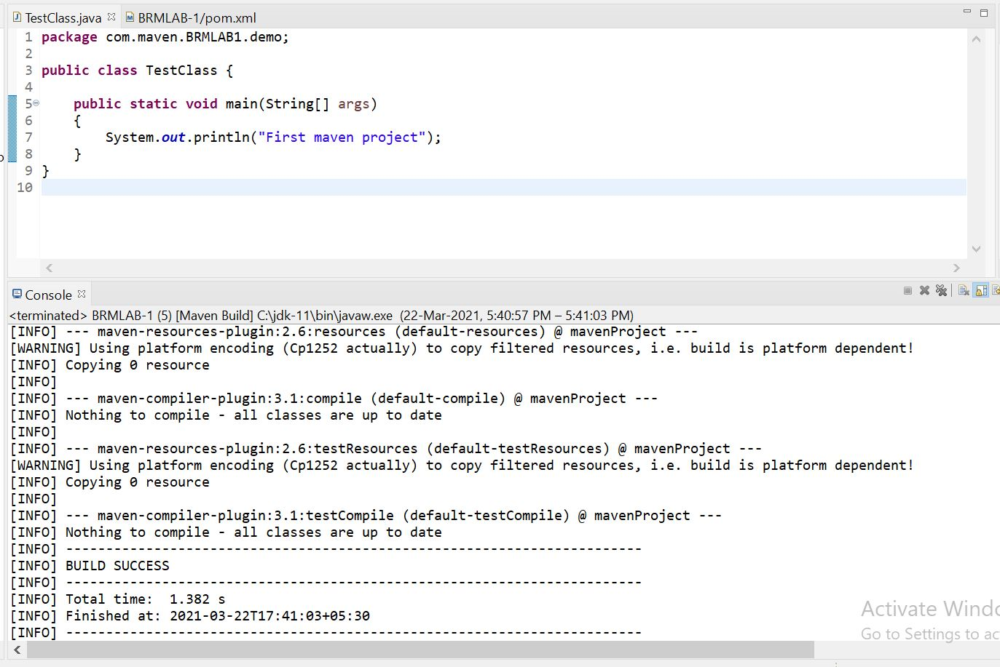 TestClass.java BRMLAB-1/pom.xml
1 package com.maven.BRMLAB1.demo;
2
3 public class TestClass {
4
5 public static void main(String[] args)
6 {
7 System.out.println("First maven project");
8 }
9 }
10
Console
<terminated> BRMLAB-1 (5) [Maven Build] C:\jdk-11\bin\javaw.exe (22-Mar-2021, 5:40:57 PM – 5:41:03 PM)
[INFO] --- maven-resources-plugin:2.6:resources (default-resources) @ mavenProject ---
[WARNING] Using platform encoding (Cp1252 actually) to copy filtered resources, i.e. build is platform dependent!
[INFO] Copying 0 resource
[INFO]
[INFO] --- maven-compiler-plugin:3.1:compile (default-compile) @ mavenProject ---
[INFO] Nothing to compile - all classes are up to date
[INFO]
[INFO] --- maven-resources-plugin:2.6:testResources (default-testResources) @ mavenProject ---
[WARNING] Using platform encoding (Cp1252 actually) to copy filtered resources, i.e. build is platform dependent!
[INFO] Copying 0 resource
[INFO]
[INFO] --- maven-compiler-plugin:3.1:testCompile (default-testCompile) @ mavenProject ---
[INFO] Nothing to compile - all classes are up to date
[INFO] ------------------------------------------------------------------------
[INFO] BUILD SUCCESS
[INFO] ------------------------------------------------------------------------
[INFO] Total time:  1.382 s
[INFO] Finished at: 2021-03-22T17:41:03+05:30
[INFO] ------------------------------------------------------------------------
Activate Windo
Go to Settings to ac